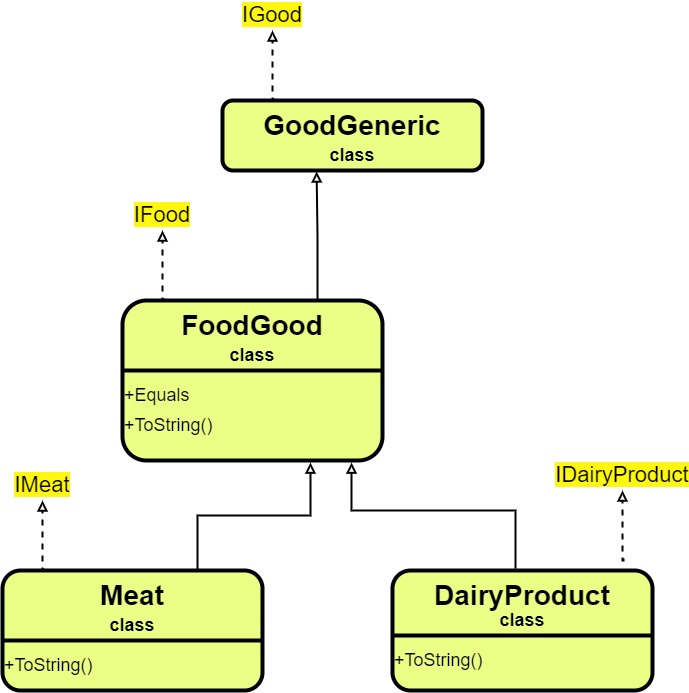 IGood
GoodGeneric
class
IFood
FoodGood
class
+Equals
+ToString()
IMeat
IDairyProduct
Meat
class
+ToString()
DairyProduct
class
+ToString()